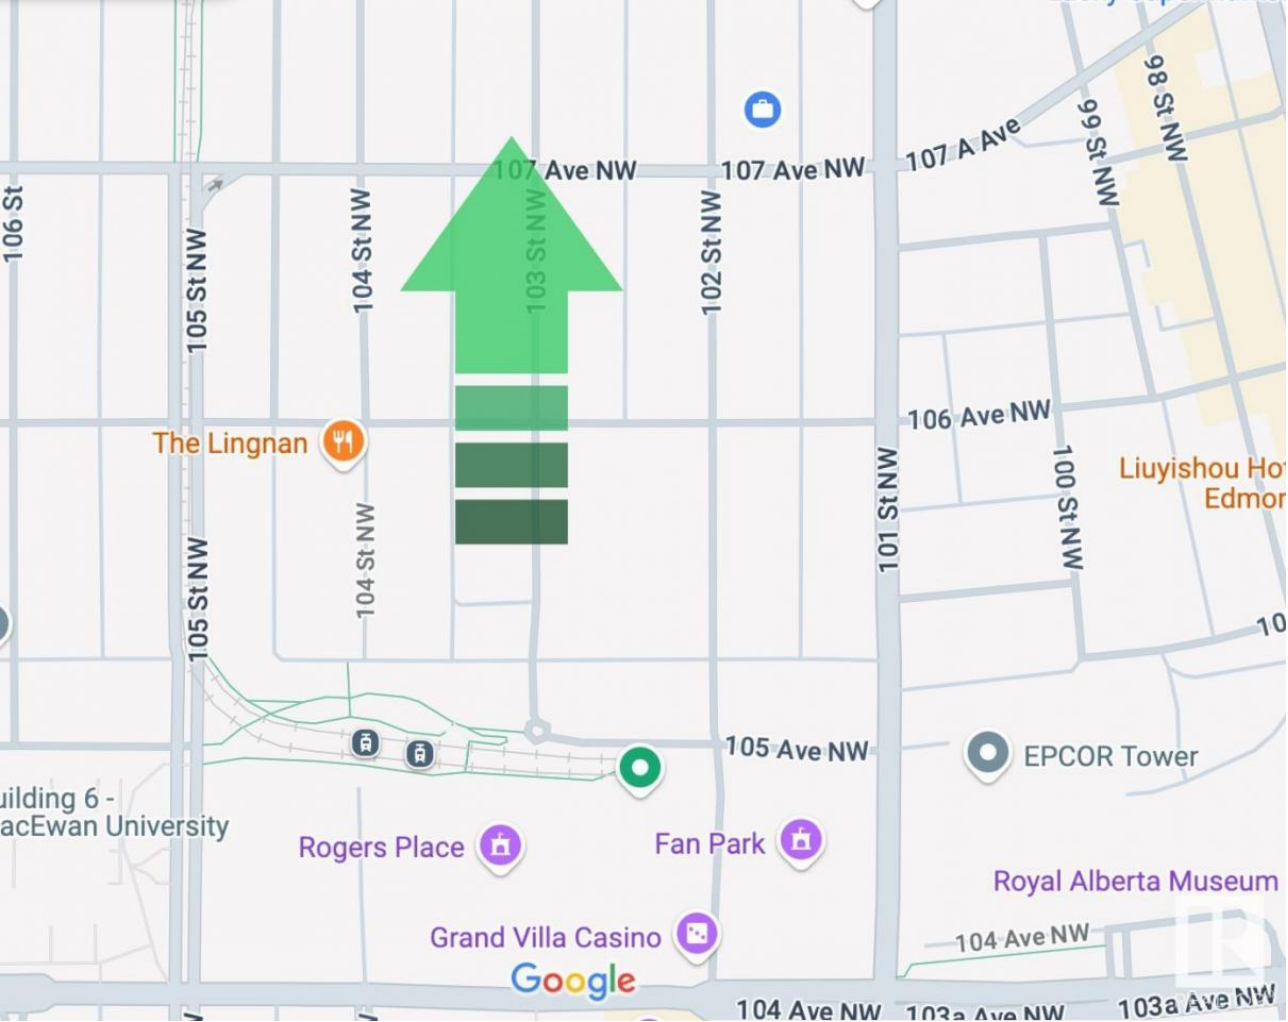 107 A Ave
98 St NW
99 St NW
107 Ave NW
107 Ave NW
106 St
105 St NW
104 St NW
103 St NW
102 St NW
106 Ave NW
The Lingnan
101 St NW
100 St NW
Liuyishou Hot
Edmon
104 St NW
105 St NW
10
105 Ave NW
EPCOR Tower
uilding 6 -
acEwan University
Rogers Place
Fan Park
Royal Alberta Museum
Grand Villa Casino
104 Ave NW
Google
104 Ave NW
103a Ave NW
103a Ave NW